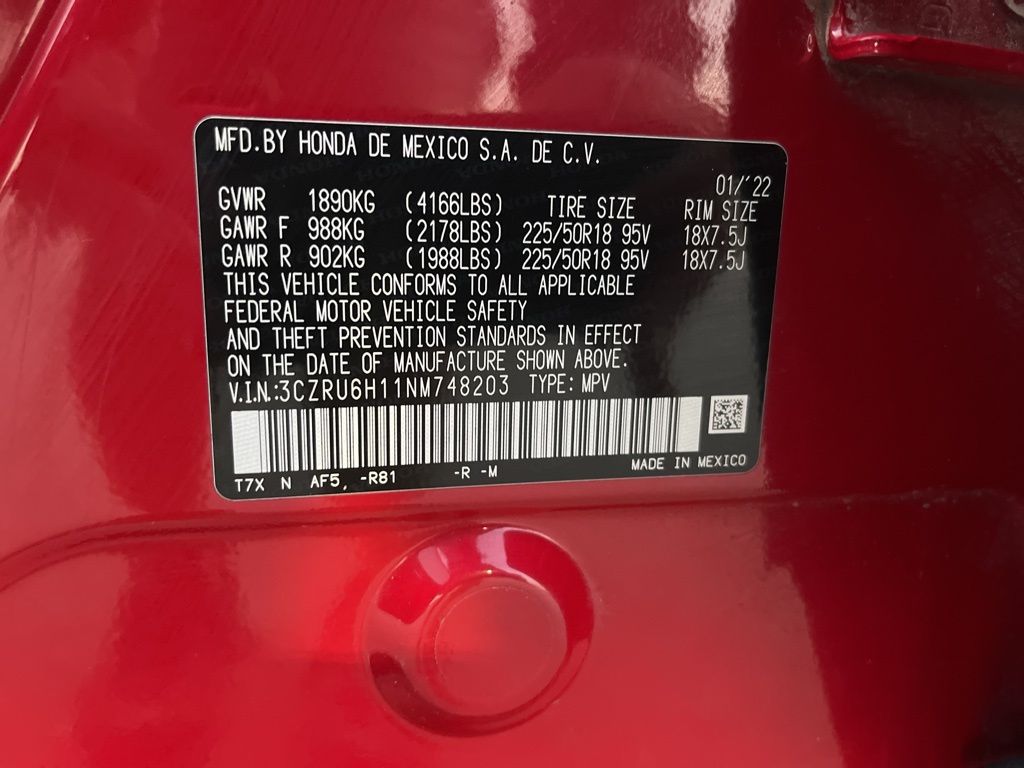 MFD.BY HONDA DE MEXICO S.A. DE C.V.
01/'22
GVWR 1890KG (4166LBS) TIRE SIZE RIM SIZE
GAWR F 988KG (2178LBS) 225/50R18 95V 18X7.5J
GAWR R 902KG (1988LBS) 225/50R18 95V 18X7.5J
THIS VEHICLE CONFORMS TO ALL APPLICABLE
FEDERAL MOTOR VEHICLE SAFETY
AND THEFT PREVENTION STANDARDS IN EFFECT
ON THE DATE OF MANUFACTURE SHOWN ABOVE.
V.I.N.:3CZRU6H11NM748203 TYPE: MPV
MADE IN MEXICO
T7X N AF5, -R81 -R -M